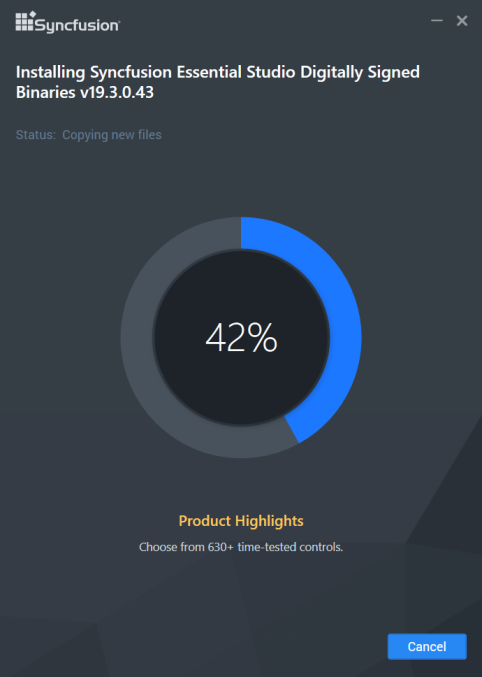 Syncfusion®
Installing Syncfusion Essential Studio Digitally Signed
Binaries v19.3.0.43
Status: Copying new files
42%
Product Highlights
Choose from 630+ time-tested controls.
Cancel